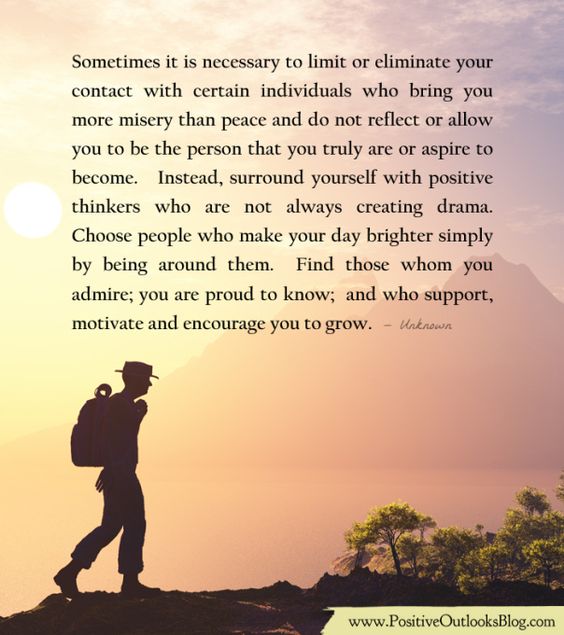 Sometimes it is necessary to limit or eliminate your
contact with certain individuals who bring you
more misery than peace and do not reflect or allow
you to be the person that you truly are or aspire to
become. Instead, surround yourself with positive
thinkers who are not always creating drama.
Choose people who make your day brighter simply
by being around them. Find those whom you
admire; you are proud to know; and who support,
motivate and encourage you to grow. – Unknown
www.PositiveOutlooksBlog.com